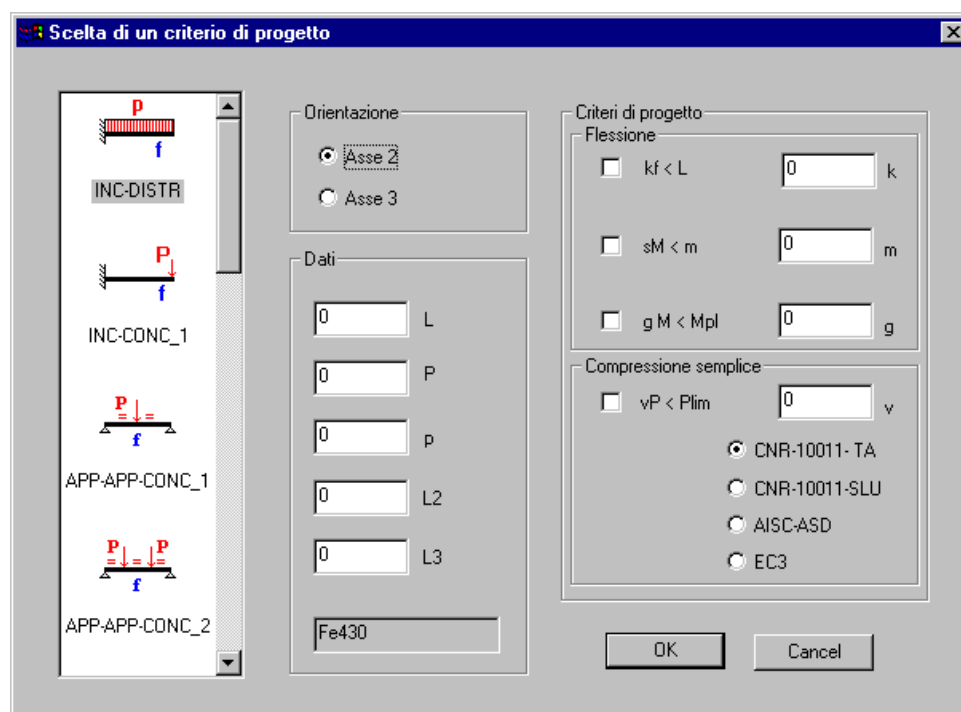 Scelta di un criterio di progetto
p
f
INC-DISTR
P
f
INC-CONC_1
P
= =
f
APP-APP-CONC_1
P P
= = =
f
APP-APP-CONC_2
Orientazione
Asse 2
Asse 3
Dati
0 L
0 P
0 p
0 L2
0 L3
Fe430
Criteri di progetto
Flessione
kf < L 0 k
sM < m 0 m
g M < Mpl 0 g
Compressione semplice
vP < Plim 0 v
CNR-10011- TA
CNR-10011-SLU
AISC-ASD
EC3
OK
Cancel